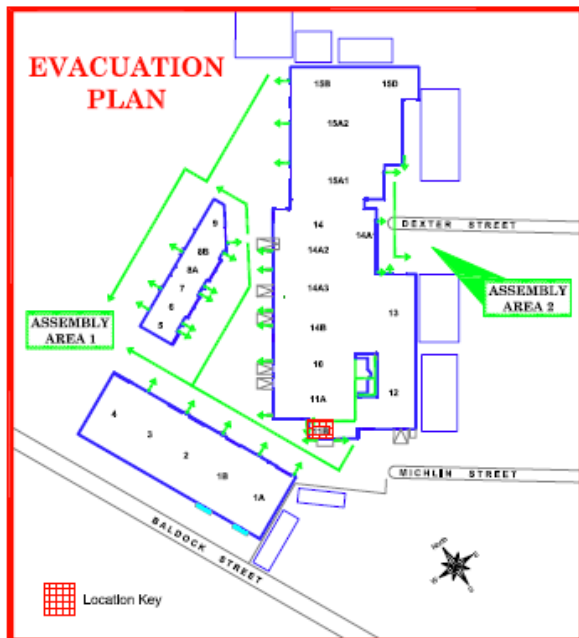 EVACUATION
PLAN
15B
15D
15A2
15A1
14
14A
14A2
14A3
14B
13
10
11A
12
9
8B
8A
7
6
5
DEXTER STREET
ASSEMBLY
AREA 1
ASSEMBLY
AREA 2
4
3
2
1B
1A
MICHLIN STREET
BALDOCK STREET
North
E
S
W
Location Key